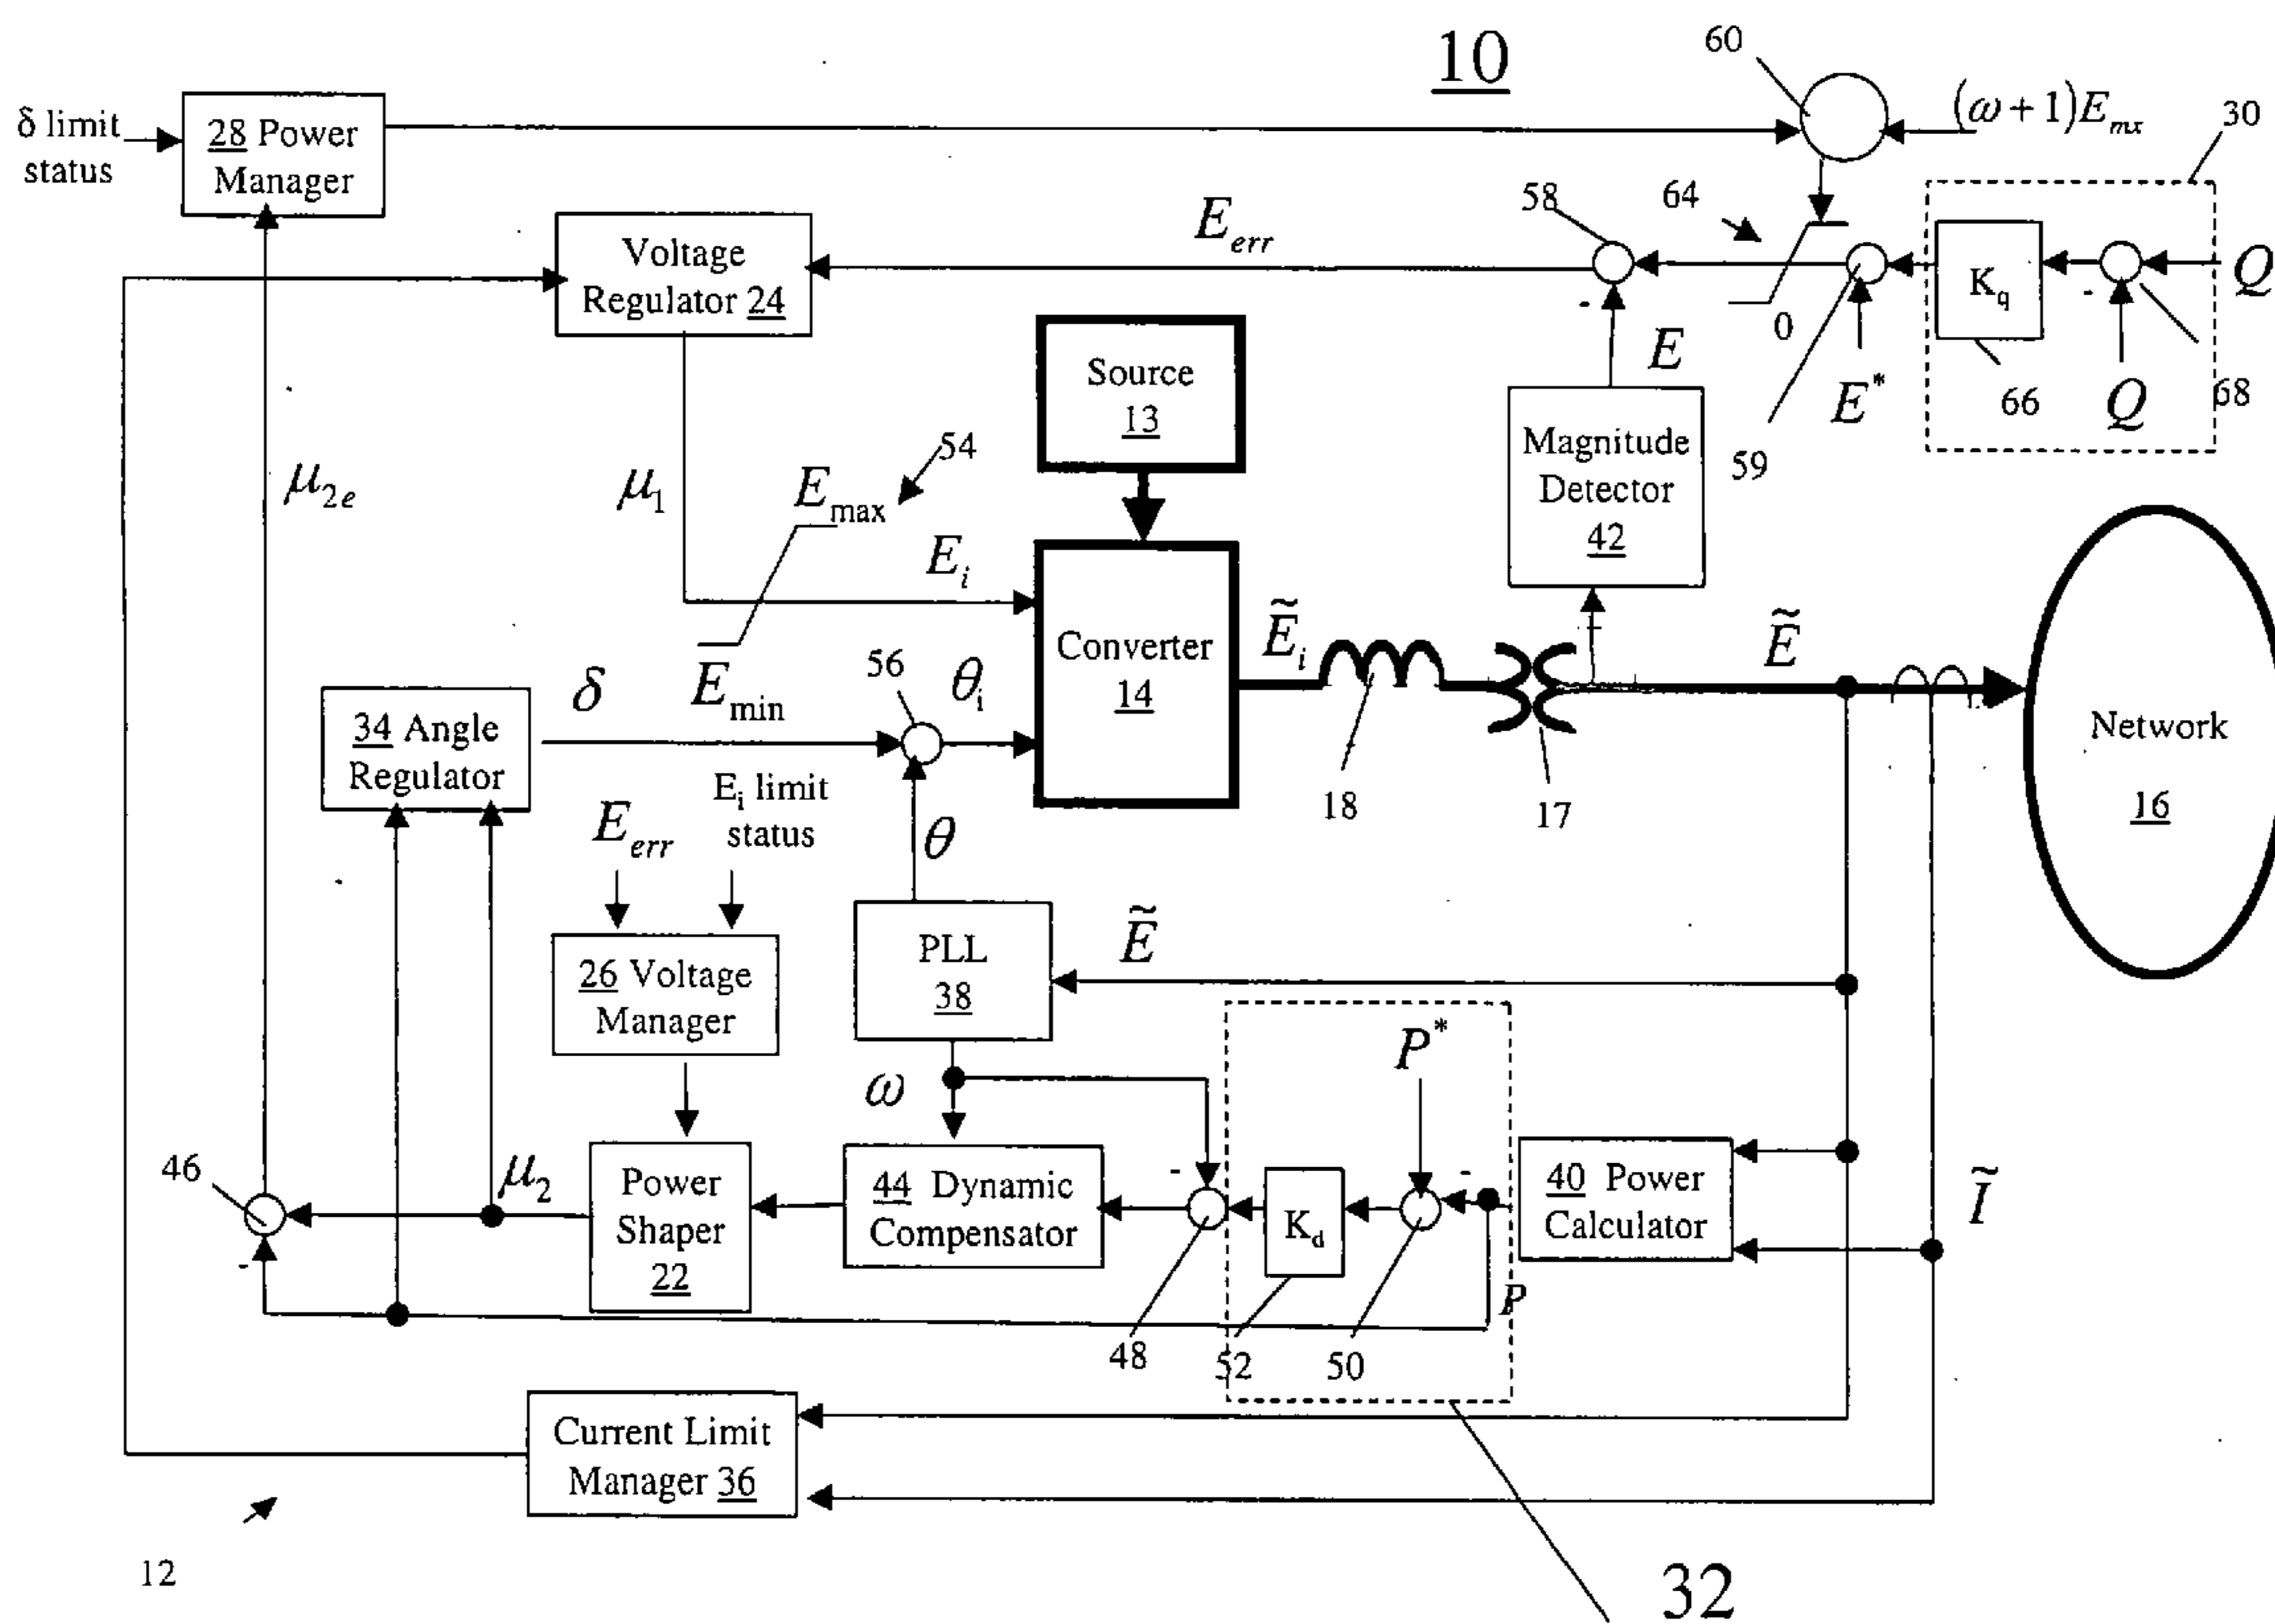 10
60
δ limit
status
28 Power
Manager
(ω + 1)E_mx
30
58
64
E_err
Voltage
Regulator 24
0
K_q
Q
Q
E*
66
68
59
Source
13
E
Magnitude
Detector
42
μ_2e
μ_1
54
E_max
E_i
E_min
Converter
14
Ẽ_i
Ẽ
18
17
Network
16
34 Angle
Regulator
δ
56
θ_i
θ
E_err
E_i limit
status
26 Voltage
Manager
PLL
38
Ẽ
ω
P*
46
μ_2
Power
Shaper
22
44 Dynamic
Compensator
-
-
-
-
-
K_d
40 Power
Calculator
Ĩ
P
48
52
50
Current Limit
Manager 36
12
32